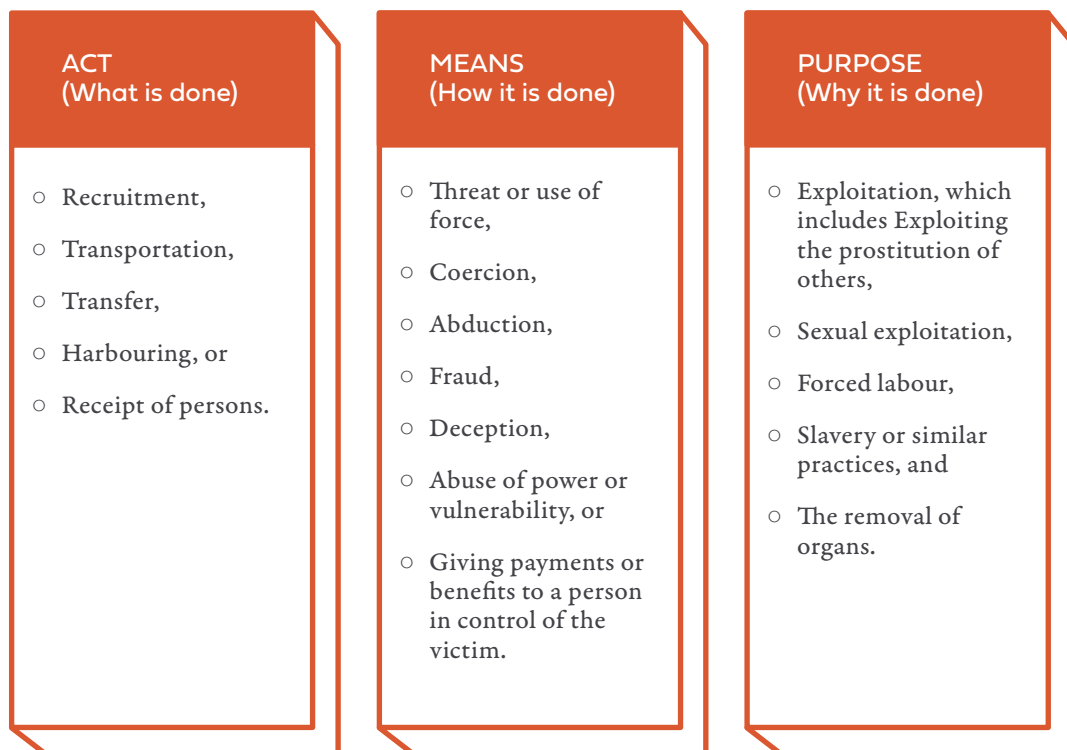 ACT
(What is done)
○ Recruitment,
○ Transportation,
○ Transfer,
○ Harbouring, or
○ Receipt of persons.
MEANS
(How it is done)
○ Threat or use of
force,
○ Coercion,
○ Abduction,
○ Fraud,
○ Deception,
○ Abuse of power or
vulnerability, or
○ Giving payments or
benefits to a person
in control of the
victim.
PURPOSE
(Why it is done)
○ Exploitation, which
includes Exploiting
the prostitution of
others,
○ Sexual exploitation,
○ Forced labour,
○ Slavery or similar
practices, and
○ The removal of
organs.